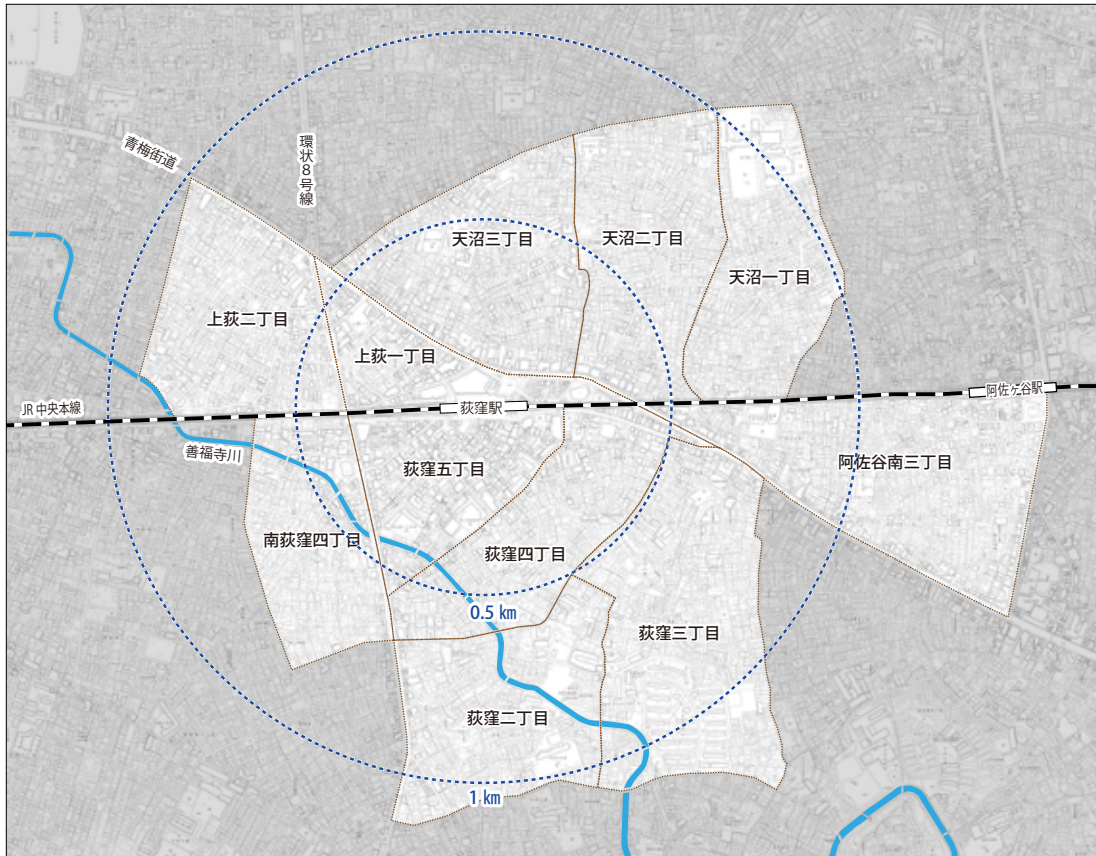 青梅街道
環状8号線
天沼三丁目
天沼二丁目
天沼一丁目
上荻二丁目
上荻一丁目
JR中央本線
荻窪駅
阿佐ケ谷駅
善福寺川
荻窪五丁目
阿佐谷南三丁目
南荻窪四丁目
荻窪四丁目
0.5 km
荻窪三丁目
荻窪二丁目
1 km